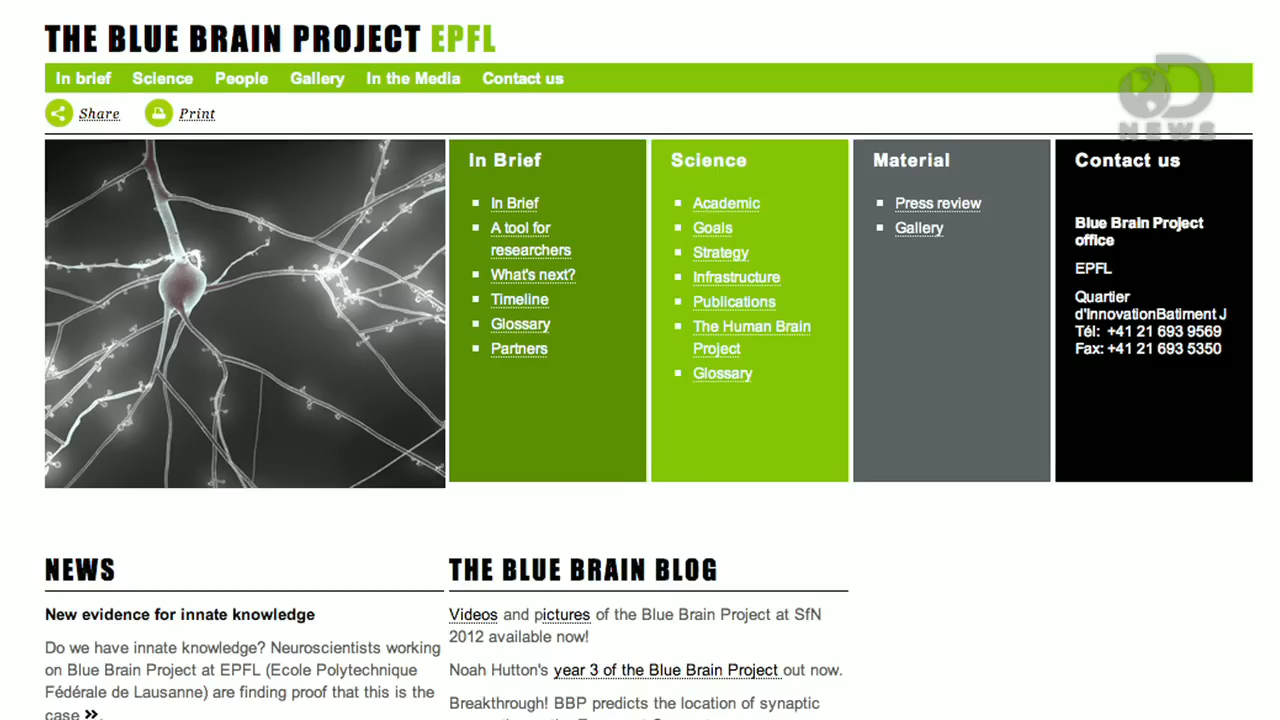 THE BLUE BRAIN PROJECT EPFL
In brief Science People Gallery In the Media Contact us
D
NEWS
Share Print
In Brief
In Brief
A tool for
researchers
What's next?
Timeline
Glossary
Partners
Science
Academic
Goals
Strategy
Infrastructure
Publications
The Human Brain
Project
Glossary
Material
Press review
Gallery
Contact us
Blue Brain Project
office
EPFL
Quartier
d'InnovationBatiment J
Tél: +41 21 693 9569
Fax: +41 21 693 5350
NEWS
New evidence for innate knowledge
Do we have innate knowledge? Neuroscientists working
on Blue Brain Project at EPFL (Ecole Polytechnique
Fédérale de Lausanne) are finding proof that this is the
case »».
THE BLUE BRAIN BLOG
Videos and pictures of the Blue Brain Project at SfN
2012 available now!
Noah Hutton's year 3 of the Blue Brain Project out now.
Breakthrough! BBP predicts the location of synaptic